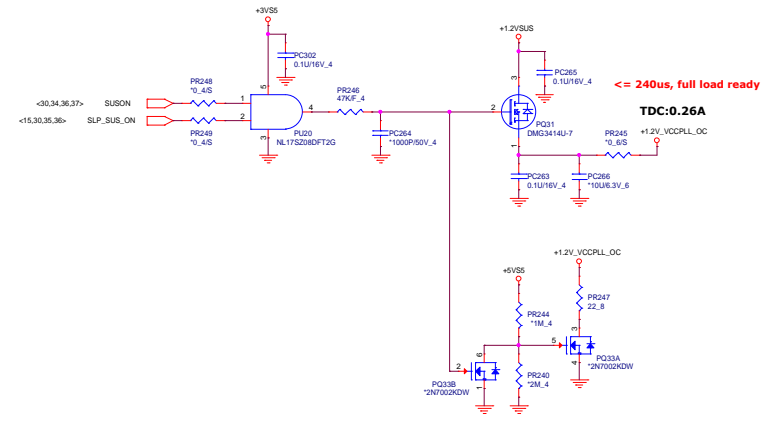 +3VS5
+1.2VSUS
PC302
0.1U/16V_4
PC265
0.1U/16V_4
<= 240us, full load ready
PR248
*0_4/S
PR246
47K/F_4
5
3
<30,34,36,37> SUSON
1
4
2
TDC:0.26A
<15,30,35,36> SLP_SUS_ON
2
PR249
*0_4/S
3
PU20
NL17SZ08DFT2G
PC264
*1000P/50V_4
PQ31
DMG3414U-7
1
PR245
*0_6/S
+1.2V_VCCPLL_OC
PC263
0.1U/16V_4
PC266
*10U/6.3V_6
+1.2V_VCCPLL_OC
+5VS5
PR247
22_8
PR244
*1M_4
3
5
6
2
PQ33A
*2N7002KDW
4
PQ33B
*2N7002KDW
1
PR240
*2M_4